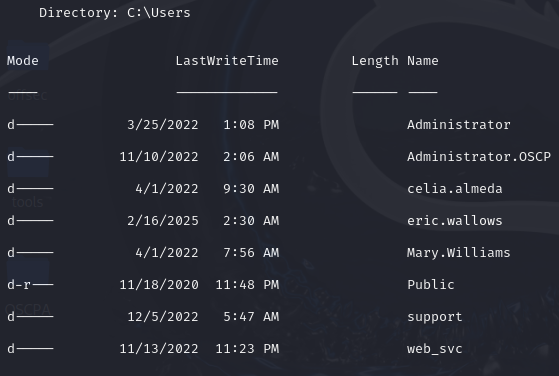 Directory: C:\Users
Mode LastWriteTime Length Name
---- ------------- ------ ----
d----- 3/25/2022 1:08 PM Administrator
d----- 11/10/2022 2:06 AM Administrator.OSCP
d----- 4/1/2022 9:30 AM celia.almeda
d----- 2/16/2025 2:30 AM eric.wallows
d----- 4/1/2022 7:56 AM Mary.Williams
d-r--- 11/18/2020 11:48 PM Public
d----- 12/5/2022 5:47 AM support
d----- 11/13/2022 11:23 PM web_svc
tools